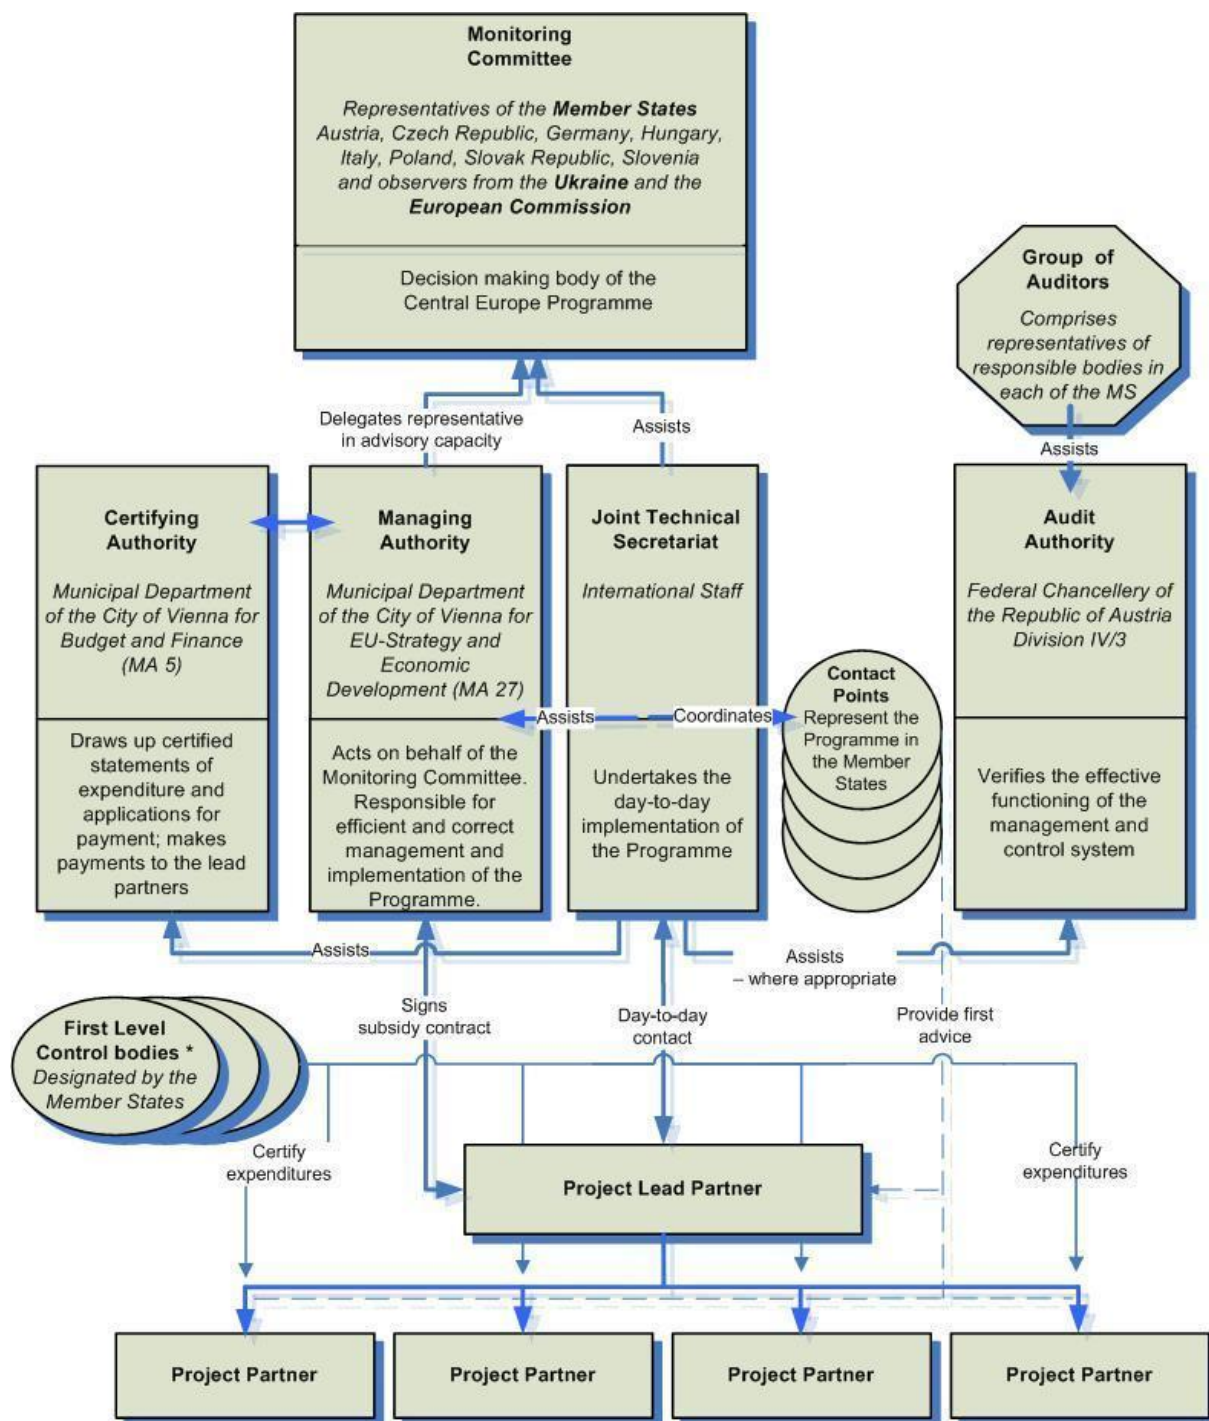 Monitoring
Committee
Representatives of the Member States
Austria, Czech Republic, Germany, Hungary,
Italy, Poland, Slovak Republic, Slovenia
and observers from the Ukraine and the
European Commission
Decision making body of the
Central Europe Programme
Group of
Auditors
Comprises
representatives of
responsible bodies in
each of the MS
Delegates representative
in advisory capacity
Assists
Assists
Certifying
Authority
Municipal Department
of the City of Vienna for
Budget and Finance
(MA 5)
Draws up certified
statements of
expenditure and
applications for
payment; makes
payments to the lead
partners
Managing
Authority
Municipal Department
of the City of Vienna for
EU-Strategy and
Economic
Development (MA 27)
Acts on behalf of the
Monitoring Committee.
Responsible for
efficient and correct
management and
implementation of the
Programme.
Joint Technical
Secretariat
International Staff
Assists
Coordinates
Undertakes the
day-to-day
implementation of
the Programme
Contact
Points
Represent the
Programme in
the Member
States
Audit
Authority
Federal Chancellery of
the Republic of Austria
Division IV/3
Verifies the effective
functioning of the
management and
control system
Assists
Assists
– where appropriate
Signs
subsidy contract
Day-to-day
contact
Provide first
advice
First Level
Control bodies *
Designated by the
Member States
Certify
expenditures
Certify
expenditures
Project Lead Partner
Project Partner
Project Partner
Project Partner
Project Partner